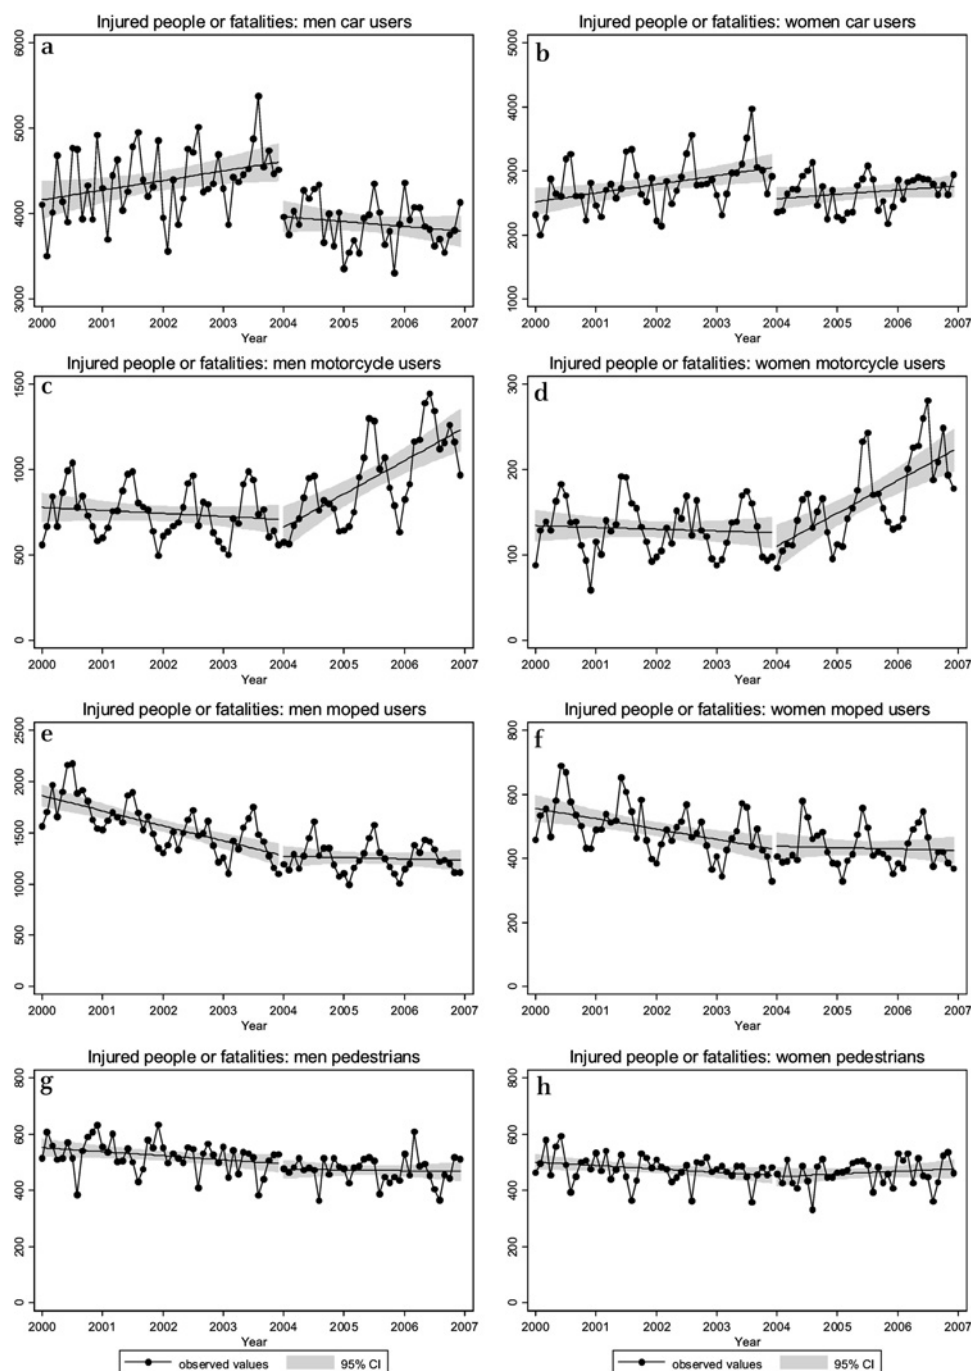 Injured people or fatalities: men car users
a
6000
5000
4000
3000
2000 2001 2002 2003 2004 2005 2006 2007
Year
Injured people or fatalities: women car users
b
5000
4000
3000
2000
1000
2000 2001 2002 2003 2004 2005 2006 2007
Year
Injured people or fatalities: men motorcycle users
c
1500
1000
500
0
2000 2001 2002 2003 2004 2005 2006 2007
Year
Injured people or fatalities: women motorcycle users
d
300
200
100
0
2000 2001 2002 2003 2004 2005 2006 2007
Year
Injured people or fatalities: men moped users
e
2500
2000
1500
1000
500
0
2000 2001 2002 2003 2004 2005 2006 2007
Year
Injured people or fatalities: women moped users
f
800
600
400
200
0
2000 2001 2002 2003 2004 2005 2006 2007
Year
Injured people or fatalities: men pedestrians
g
800
600
400
200
0
2000 2001 2002 2003 2004 2005 2006 2007
Year
Injured people or fatalities: women pedestrians
h
800
600
400
200
0
2000 2001 2002 2003 2004 2005 2006 2007
Year
observed values 95% CI
observed values 95% CI